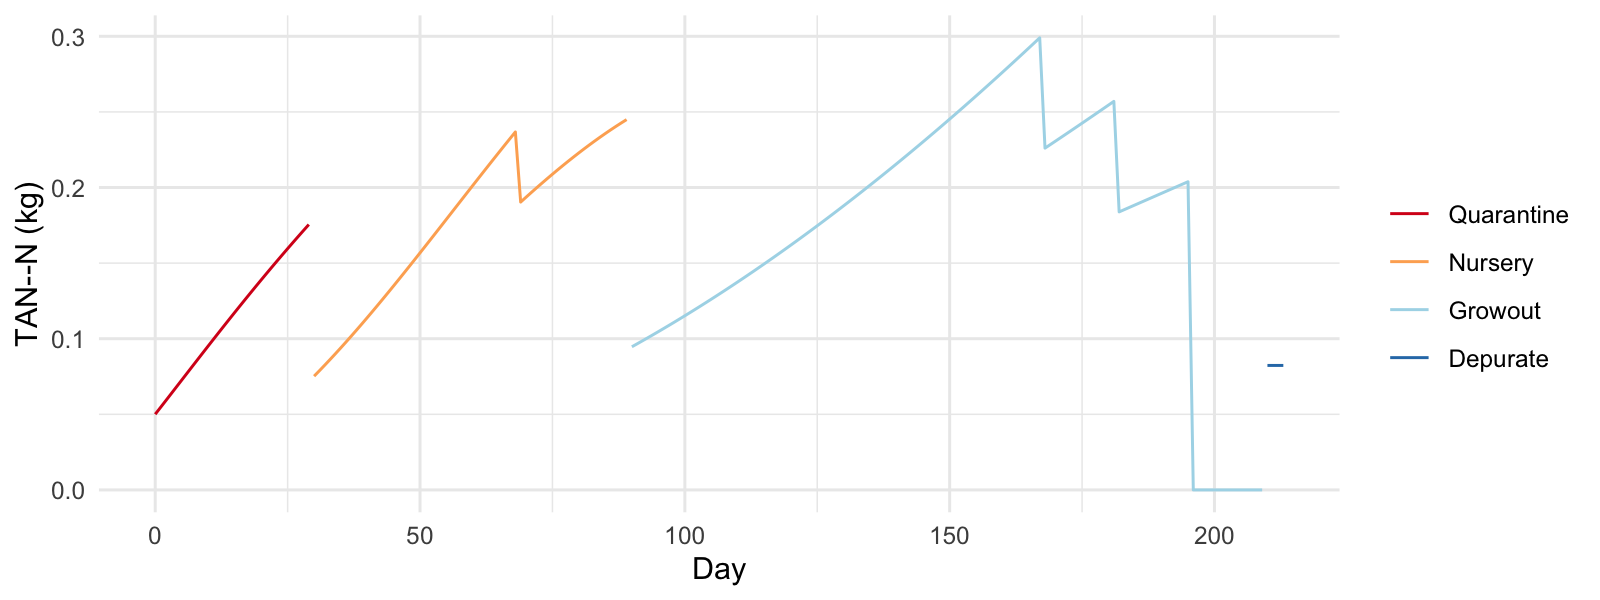 TAN--N (kg)
0.3
0.2
0.1
0.0
0 50 100 150 200
Day
Quarantine
Nursery
Growout
Depurate